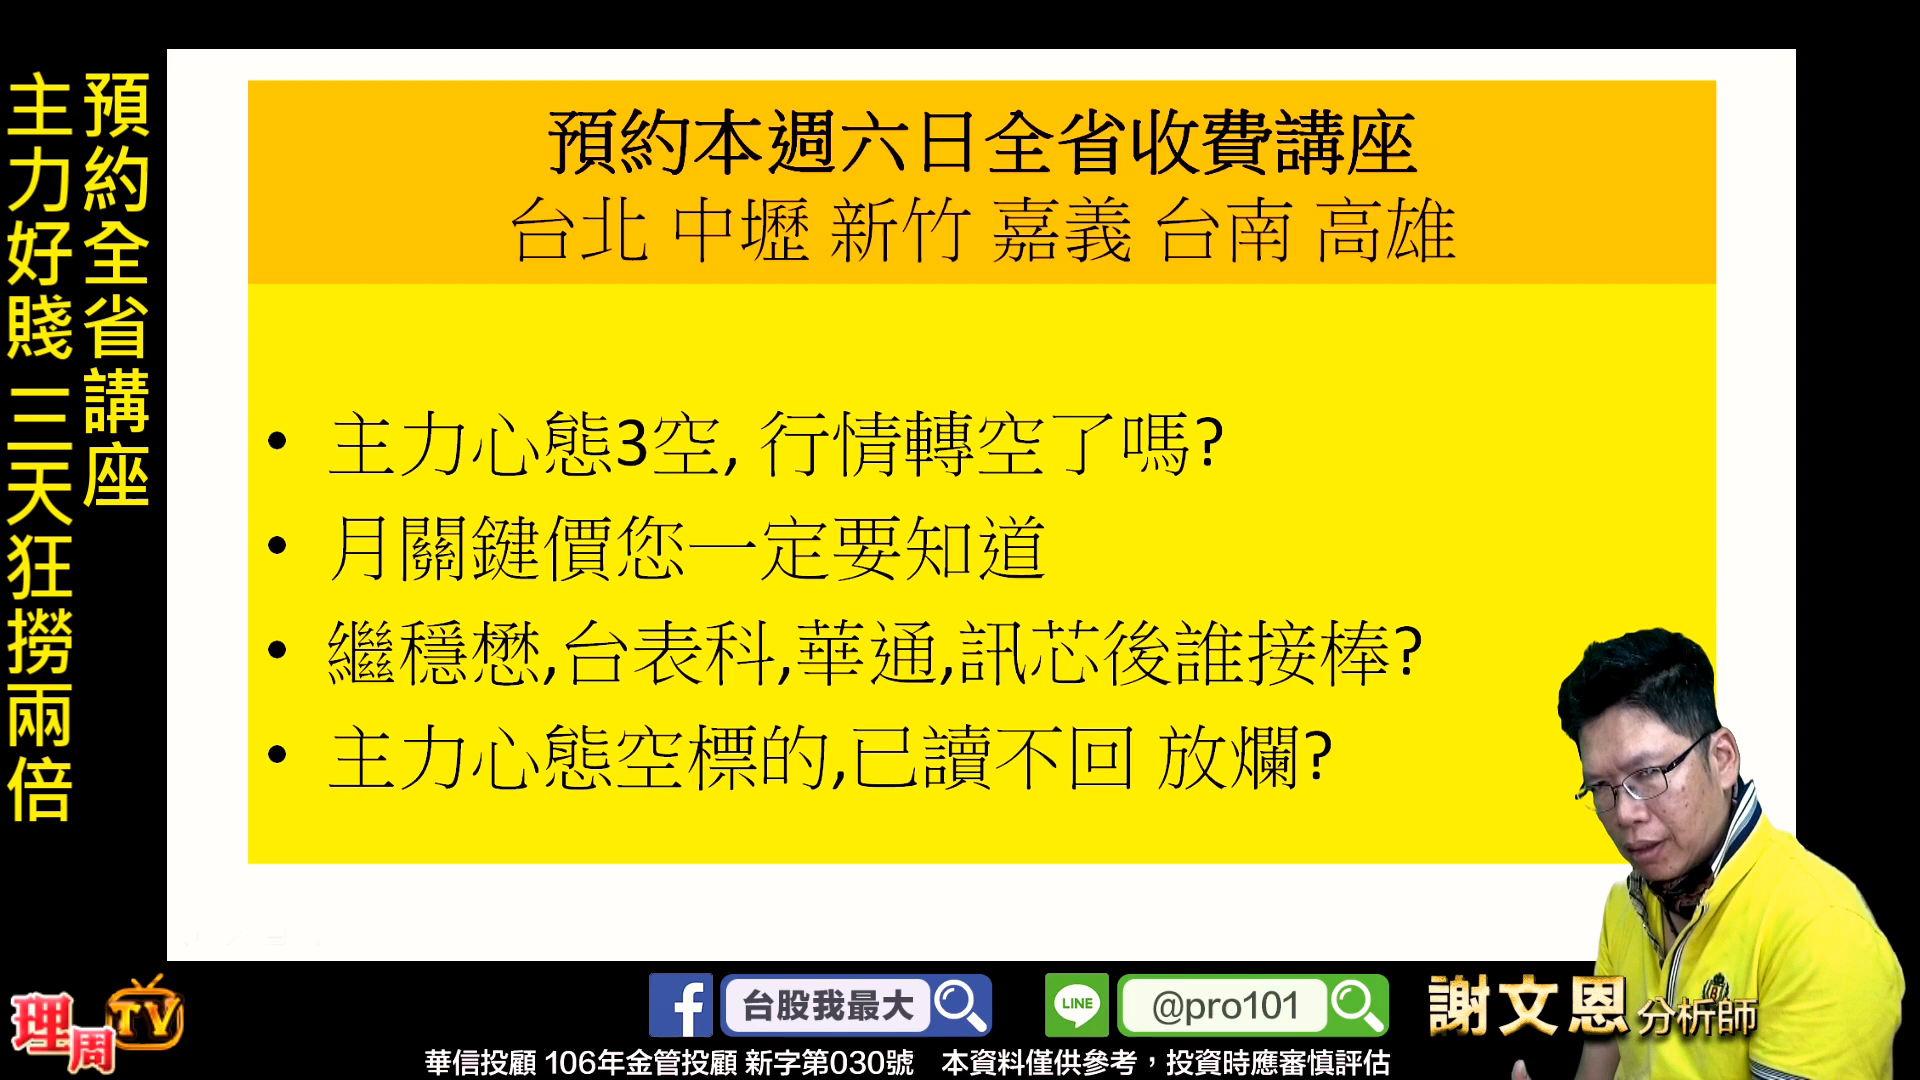 預約全省講座
主力好賤 三天狂撈兩倍
預約本週六日全省收費講座
台北 中壢 新竹 嘉義 台南 高雄
• 主力心態3空, 行情轉空了嗎?
• 月關鍵價您一定要知道
• 繼穩懋,台表科,華通,訊芯後誰接棒?
• 主力心態空標的,已讀不回 放爛?
理周TV
f 台股我最大
LINE @pro101
謝文恩 分析師
華信投顧 106年金管投顧 新字第030號 本資料僅供參考，投資時應審慎評估